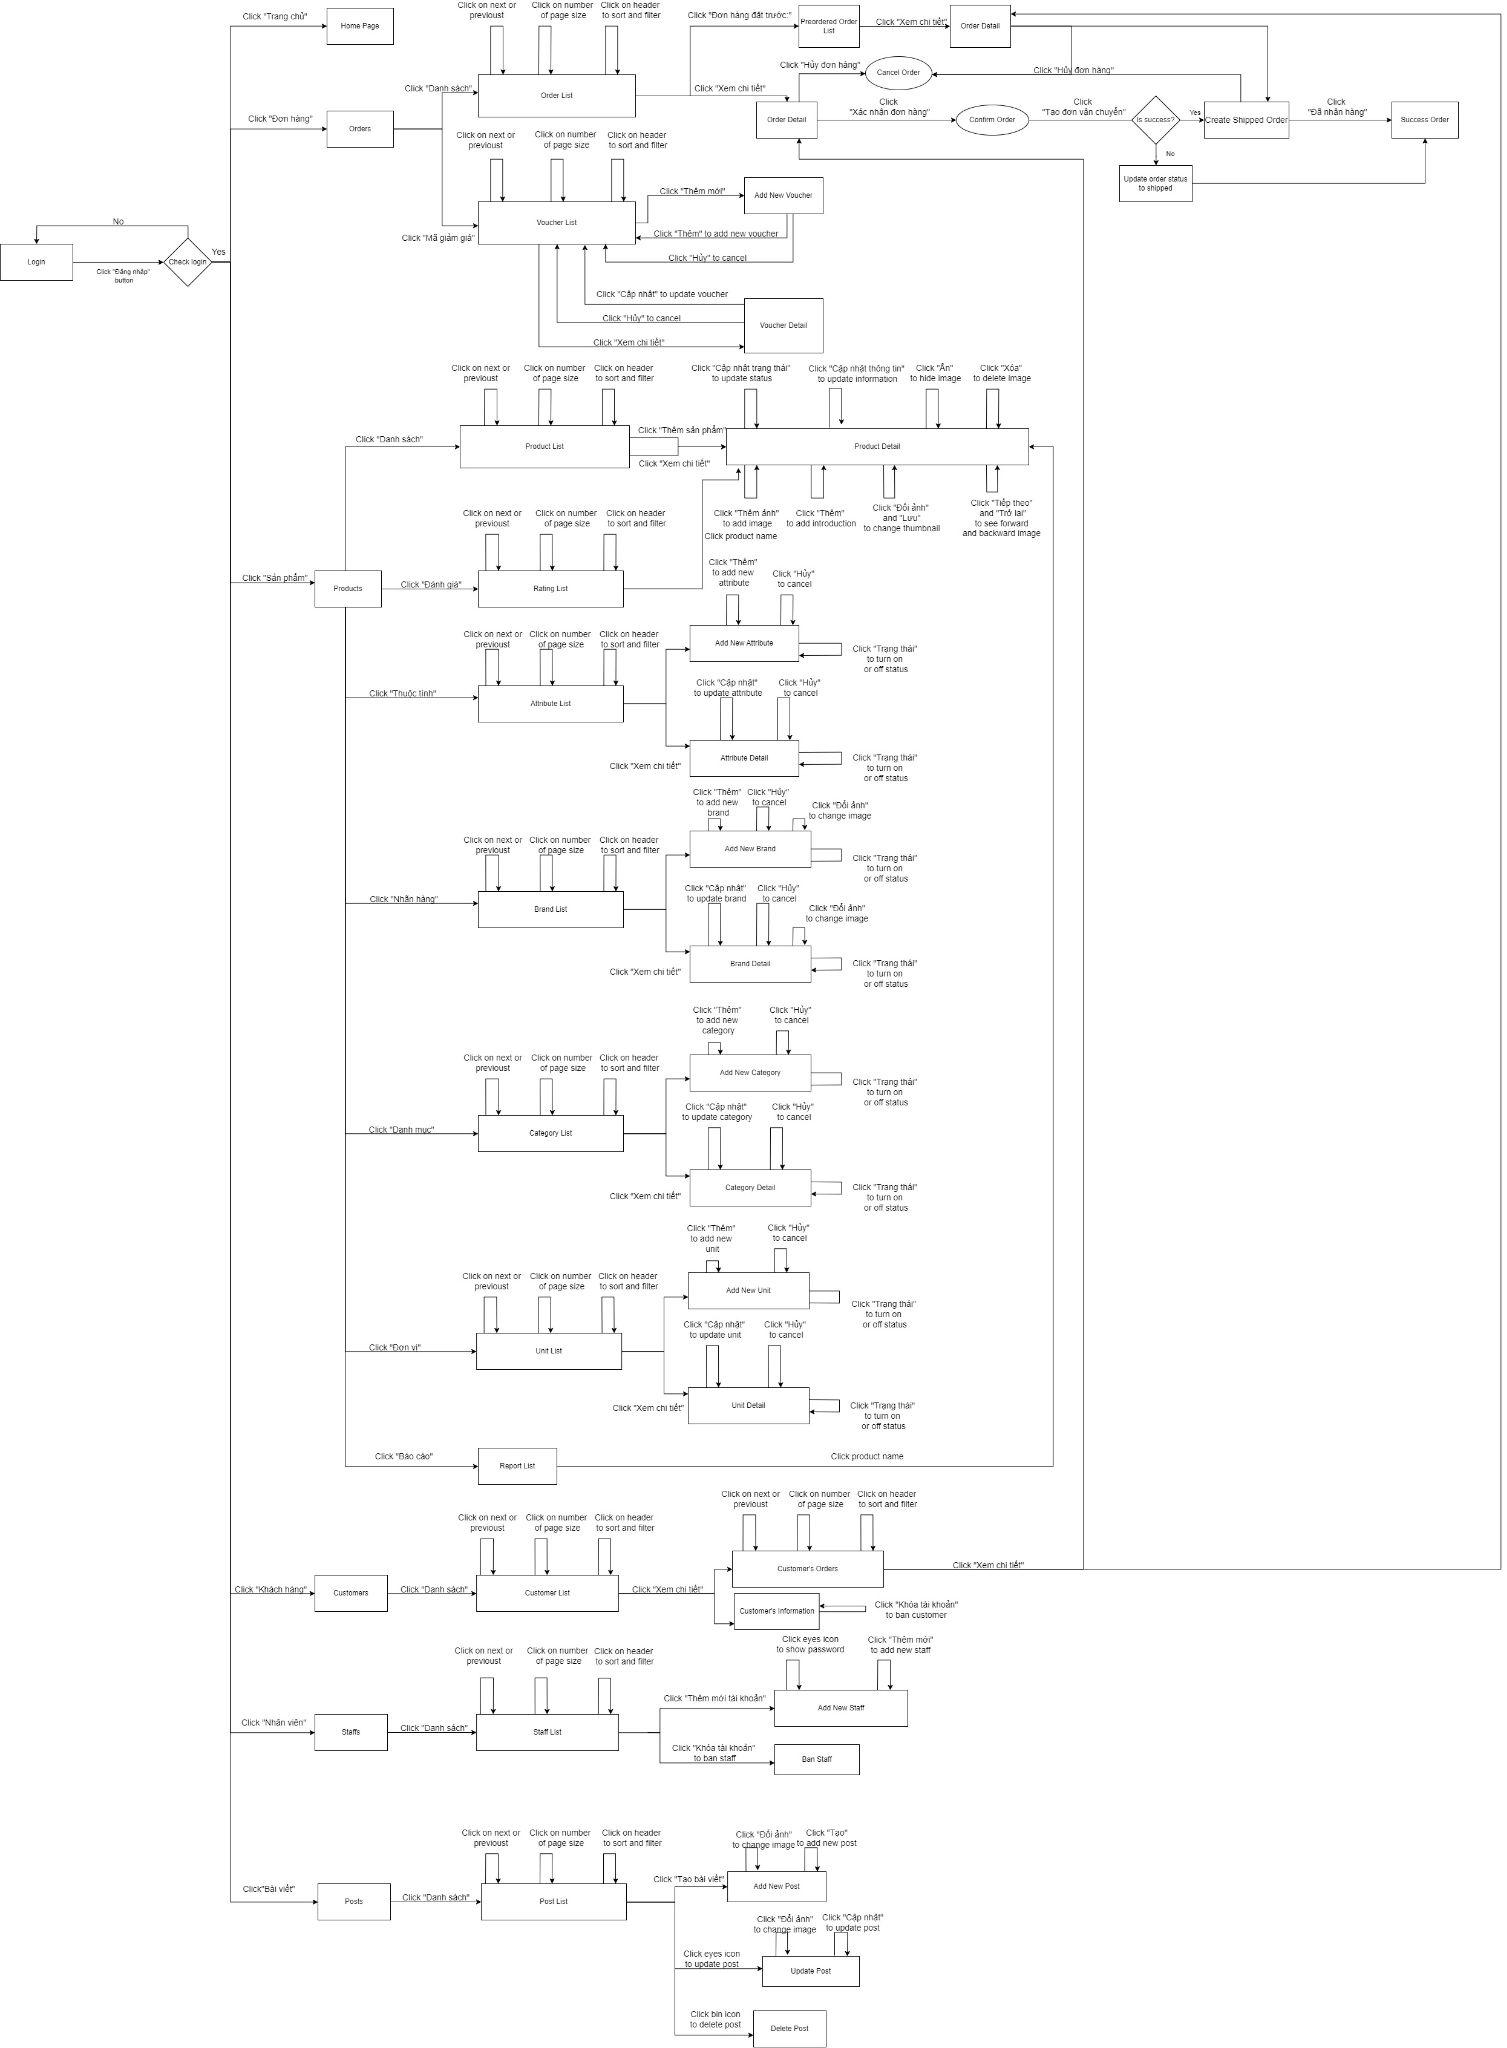 Click "Trang chủ"
Home Page
Click on next or
previoust
Click on number
of page size
Click on header
to sort and filter
Click "Đơn hàng đặt trước:"
Preordered Order
List
Click "Xem chi tiết"
Order Detail
Click "Hủy đơn hàng"
Cancel Order
Click "Hủy đơn hàng"
Click "Danh sách"
Order List
Click "Xem chi tiết"
Click "Đơn hàng"
Orders
Order Detail
Click
"Xác nhận đơn hàng"
Confirm Order
Click
"Tạo đơn vận chuyển"
Is success?
Yes
Create Shipped Order
Click
"Đã nhận hàng"
Success Order
No
Update order status
to shipped
Click on next or
previoust
Click on number
of page size
Click on header
to sort and filter
Click "Mã giảm giá"
Voucher List
Click "Thêm mới"
Add New Voucher
Click "Thêm" to add new voucher
Click "Hủy" to cancel
No
Login
Click "Đăng nhập"
button
Check login
Yes
Click "Cập nhật" to update voucher
Click "Hủy" to cancel
Voucher Detail
Click "Xem chi tiết"
Click on next or
previoust
Click on number
of page size
Click on header
to sort and filter
Click "Cập nhật trạng thái"
to update status
Click "Cập nhật thông tin"
to update information
Click "Ẩn"
to hide image
Click "Xóa"
to delete image
Click "Danh sách"
Product List
Click "Thêm sản phẩm"
Click "Xem chi tiết"
Product Detail
Click "Thêm ảnh"
to add image
Click "Thêm"
to add introduction
Click "Đổi ảnh"
and "Lưu"
to change thumbnail
Click "Tiếp theo"
and "Trở lại"
to see forward
and backward image
Click on next or
previoust
Click on number
of page size
Click on header
to sort and filter
Click product name
Click "Sản phẩm"
Products
Click "Đánh giá"
Rating List
Click "Thêm"
to add new
attribute
Click "Hủy"
to cancel
Click on next or
previoust
Click on number
of page size
Click on header
to sort and filter
Add New Attribute
Click "Trạng thái"
to turn on
or off status
Click "Thuộc tính"
Attribute List
Click "Cập nhật"
to update attribute
Click "Hủy"
to cancel
Click "Xem chi tiết"
Attribute Detail
Click "Trạng thái"
to turn on
or off status
Click "Thêm"
to add new
brand
Click "Hủy"
to cancel
Click "Đổi ảnh"
to change image
Click on next or
previoust
Click on number
of page size
Click on header
to sort and filter
Add New Brand
Click "Trạng thái"
to turn on
or off status
Click "Nhãn hàng"
Brand List
Click "Cập nhật"
to update brand
Click "Hủy"
to cancel
Click "Đổi ảnh"
to change image
Click "Xem chi tiết"
Brand Detail
Click "Trạng thái"
to turn on
or off status
Click "Thêm"
to add new
category
Click "Hủy"
to cancel
Click on next or
previoust
Click on number
of page size
Click on header
to sort and filter
Add New Category
Click "Trạng thái"
to turn on
or off status
Click "Danh mục"
Category List
Click "Cập nhật"
to update category
Click "Hủy"
to cancel
Click "Xem chi tiết"
Category Detail
Click "Trạng thái"
to turn on
or off status
Click "Thêm"
to add new
unit
Click "Hủy"
to cancel
Click on next or
previoust
Click on number
of page size
Click on header
to sort and filter
Add New Unit
Click "Trạng thái"
to turn on
or off status
Click "Đơn vị"
Unit List
Click "Cập nhật"
to update unit
Click "Hủy"
to cancel
Click "Xem chi tiết"
Unit Detail
Click "Trạng thái"
to turn on
or off status
Click "Báo cáo"
Report List
Click product name
Click on next or
previoust
Click on number
of page size
Click on header
to sort and filter
Click on next or
previoust
Click on number
of page size
Click on header
to sort and filter
Click "Khách hàng"
Customers
Click "Danh sách"
Customer List
Click "Xem chi tiết"
Customer's Orders
Click "Xem chi tiết"
Customer's Information
Click "Khóa tài khoản"
to ban customer
Click on next or
previoust
Click on number
of page size
Click on header
to sort and filter
Click eyes icon
to show password
Click "Thêm mới"
to add new staff
Click "Nhân viên"
Staffs
Click "Danh sách"
Staff List
Click "Thêm mới tài khoản"
Add New Staff
Click "Khóa tài khoản"
to ban staff
Ban Staff
Click on next or
previoust
Click on number
of page size
Click on header
to sort and filter
Click "Đổi ảnh"
to change image
Click "Tạo"
to add new post
Click"Bài viết"
Posts
Click "Danh sách"
Post List
Click "Tạo bài viết"
Add New Post
Click "Đổi ảnh"
to change image
Click "Cập nhật"
to update post
Click eyes icon
to update post
Update Post
Click bin icon
to delete post
Delete Post